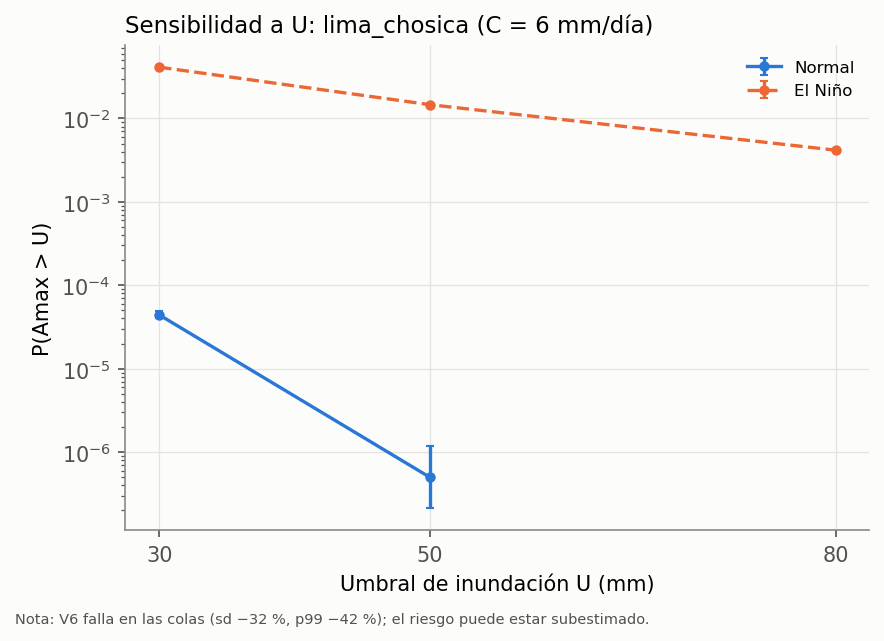 Sensibilidad a U: lima_chosica (C = 6 mm/día)
Normal
El Niño
10⁻²
10⁻³
10⁻⁴
10⁻⁵
10⁻⁶
P(Amax > U)
30 50 80
Umbral de inundación U (mm)
Nota: V6 falla en las colas (sd −32 %, p99 −42 %); el riesgo puede estar subestimado.